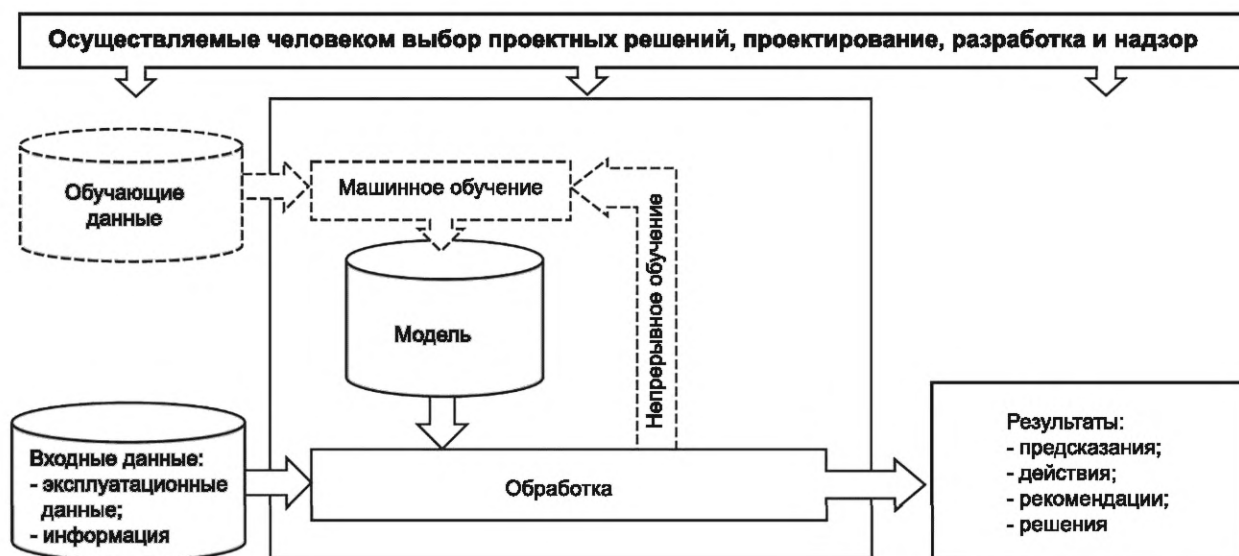 Осуществляемые человеком выбор проектных решений, проектирование, разработка и надзор
Обучающие
данные
Машинное обучение
Непрерывное обучение
Модель
Входные данные:
- эксплуатационные
данные;
- информация
Обработка
Результаты:
- предсказания;
- действия;
- рекомендации;
- решения